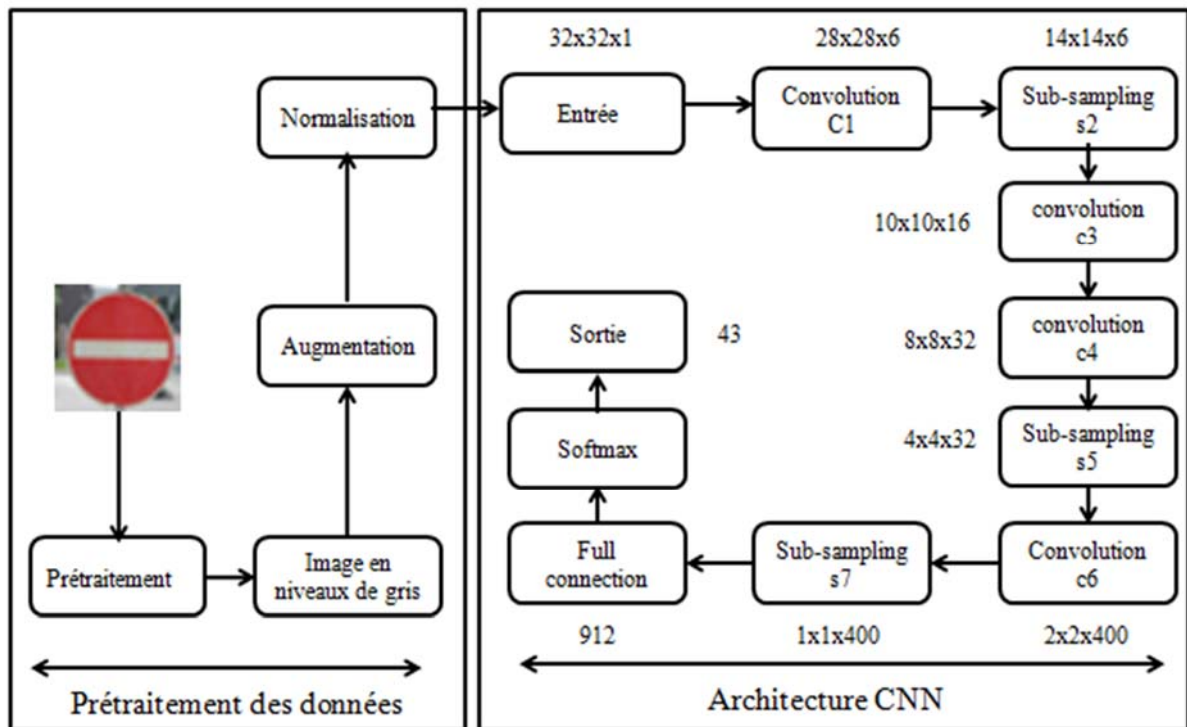 32x32x1
28x28x6
14x14x6
Normalisation
Entrée
Convolution
C1
Sub-sampling
s2
10x10x16
convolution
c3
Augmentation
Sortie
43
8x8x32
convolution
c4
Softmax
4x4x32
Sub-sampling
s5
Prétraitement
Image en
niveaux de gris
Full
connection
Sub-sampling
s7
Convolution
c6
912
1x1x400
2x2x400
Prétraitement des données
Architecture CNN